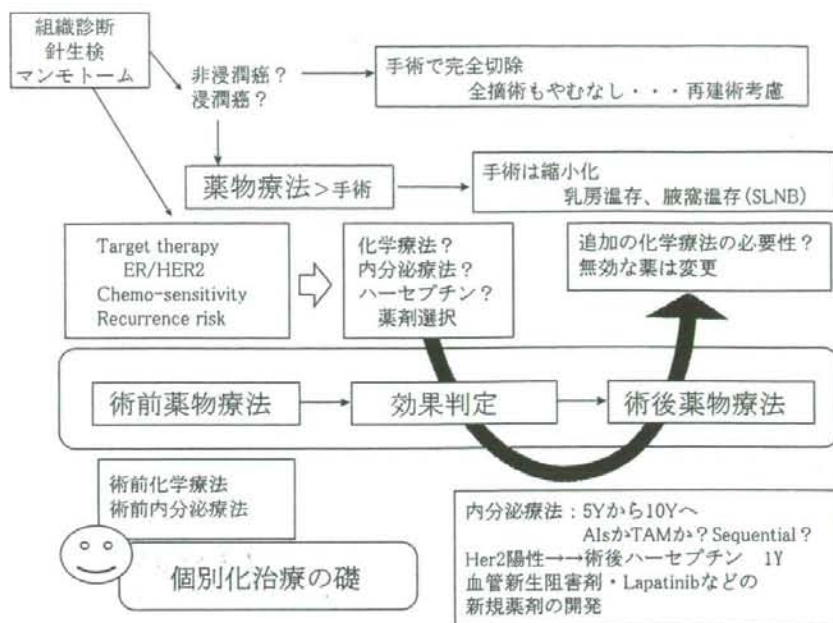 組織診断
針生検
マンモトーム
非浸潤癌？
浸潤癌？
手術で完全切除
全摘術もやむなし・・・再建術考慮
薬物療法＞手術
手術は縮小化
乳房温存、腋窩温存(SLNB)
Target therapy
ER/HER2
Chemo-sensitivity
Recurrence risk
化学療法？
内分泌療法？
ハーセプチン？
薬剤選択
追加の化学療法の必要性？
無効な薬は変更
術前薬物療法
効果判定
術後薬物療法
術前化学療法
術前内分泌療法
個別化治療の礎
内分泌療法：5Yから10Yへ
AIsかTAMか？Sequential？
Her2陽性→→術後ハーセプチン　1Y
血管新生阻害剤・Lapatinibなどの
新規薬剤の開発